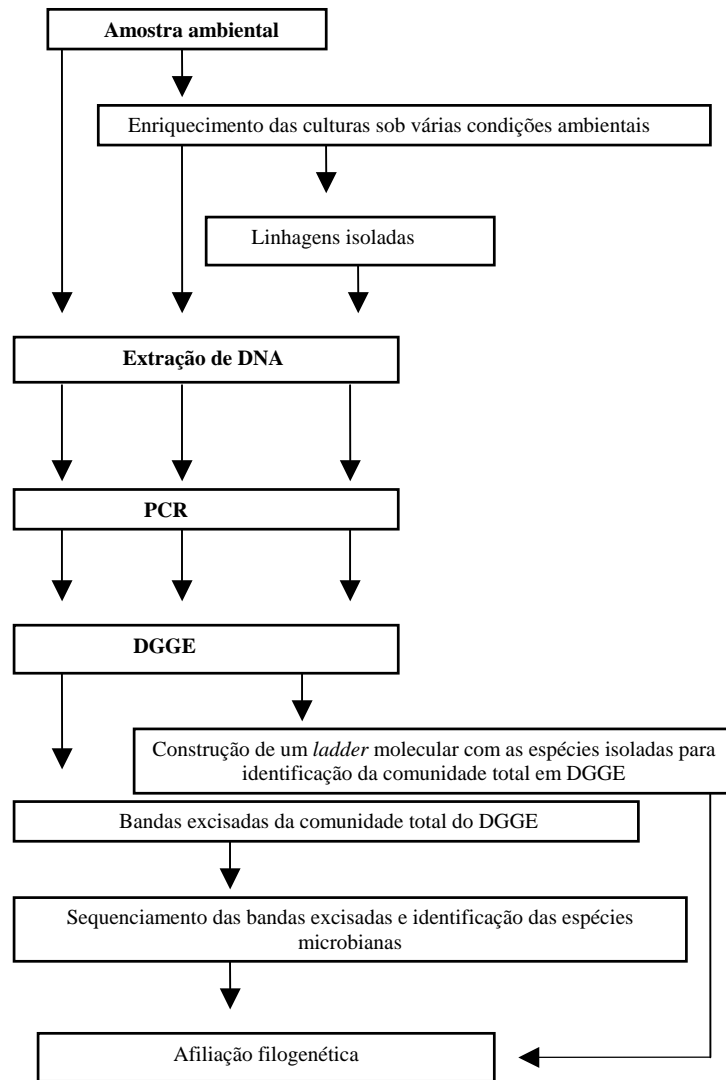 Amostra ambiental
Enriquecimento das culturas sob várias condições ambientais
Linhagens isoladas
Extração de DNA
PCR
DGGE
Construção de um ladder molecular com as espécies isoladas para
identificação da comunidade total em DGGE
Bandas excisadas da comunidade total do DGGE
Sequenciamento das bandas excisadas e identificação das espécies
microbianas
Afiliação filogenética